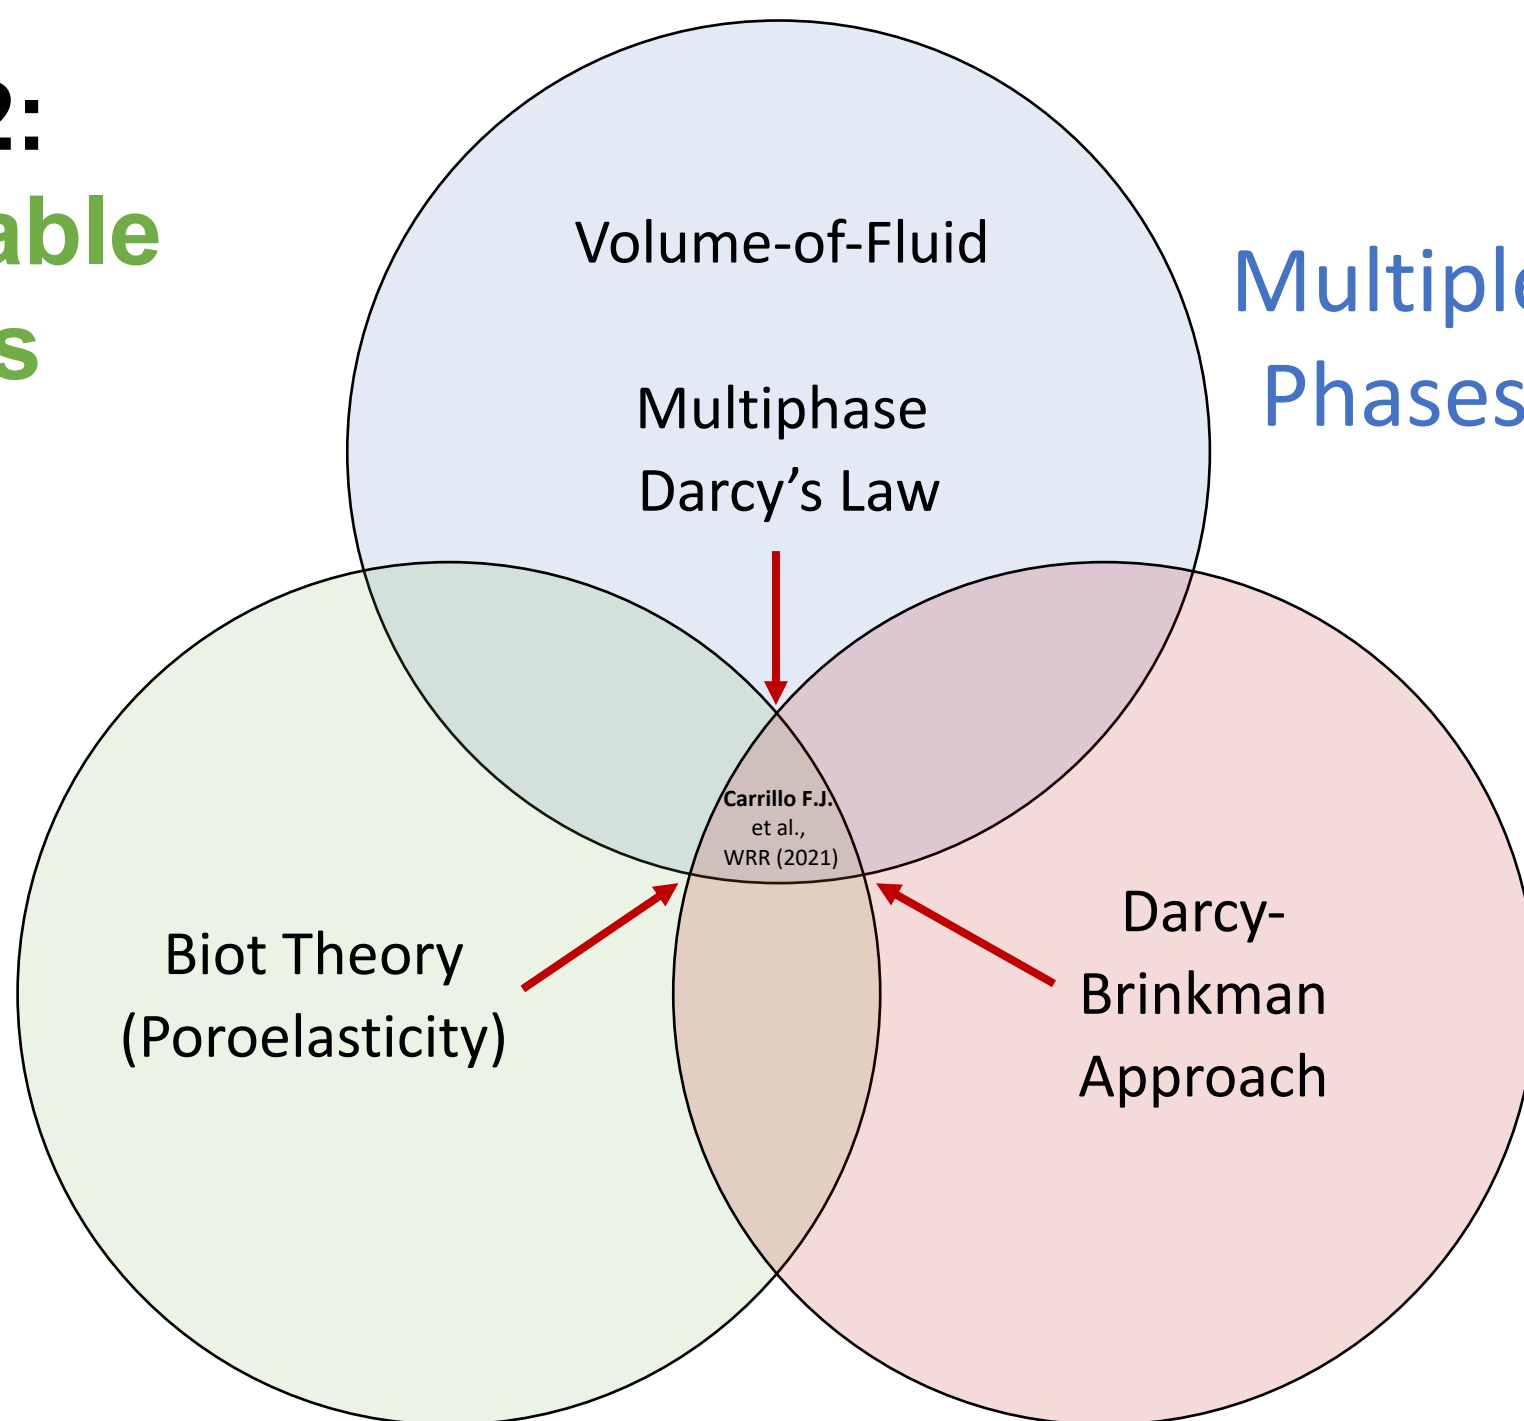 2:
able
s
Multiple
Phases
Volume-of-Fluid
Multiphase
Darcy’s Law
Carrillo F.J.
et al.,
WRR (2021)
Biot Theory
(Poroelasticity)
Darcy-
Brinkman
Approach